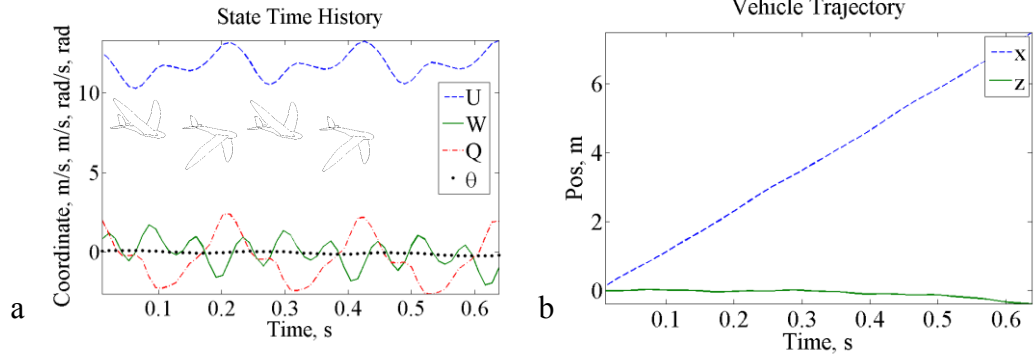 State Time History
Coordinate, m/s, m/s, rad/s, rad
10
5
0
U
W
Q
θ
0.1 0.2 0.3 0.4 0.5 0.6
Time, s
a
Vehicle Trajectory
Pos, m
6
4
2
0
x
z
0.1 0.2 0.3 0.4 0.5 0.6
Time, s
b